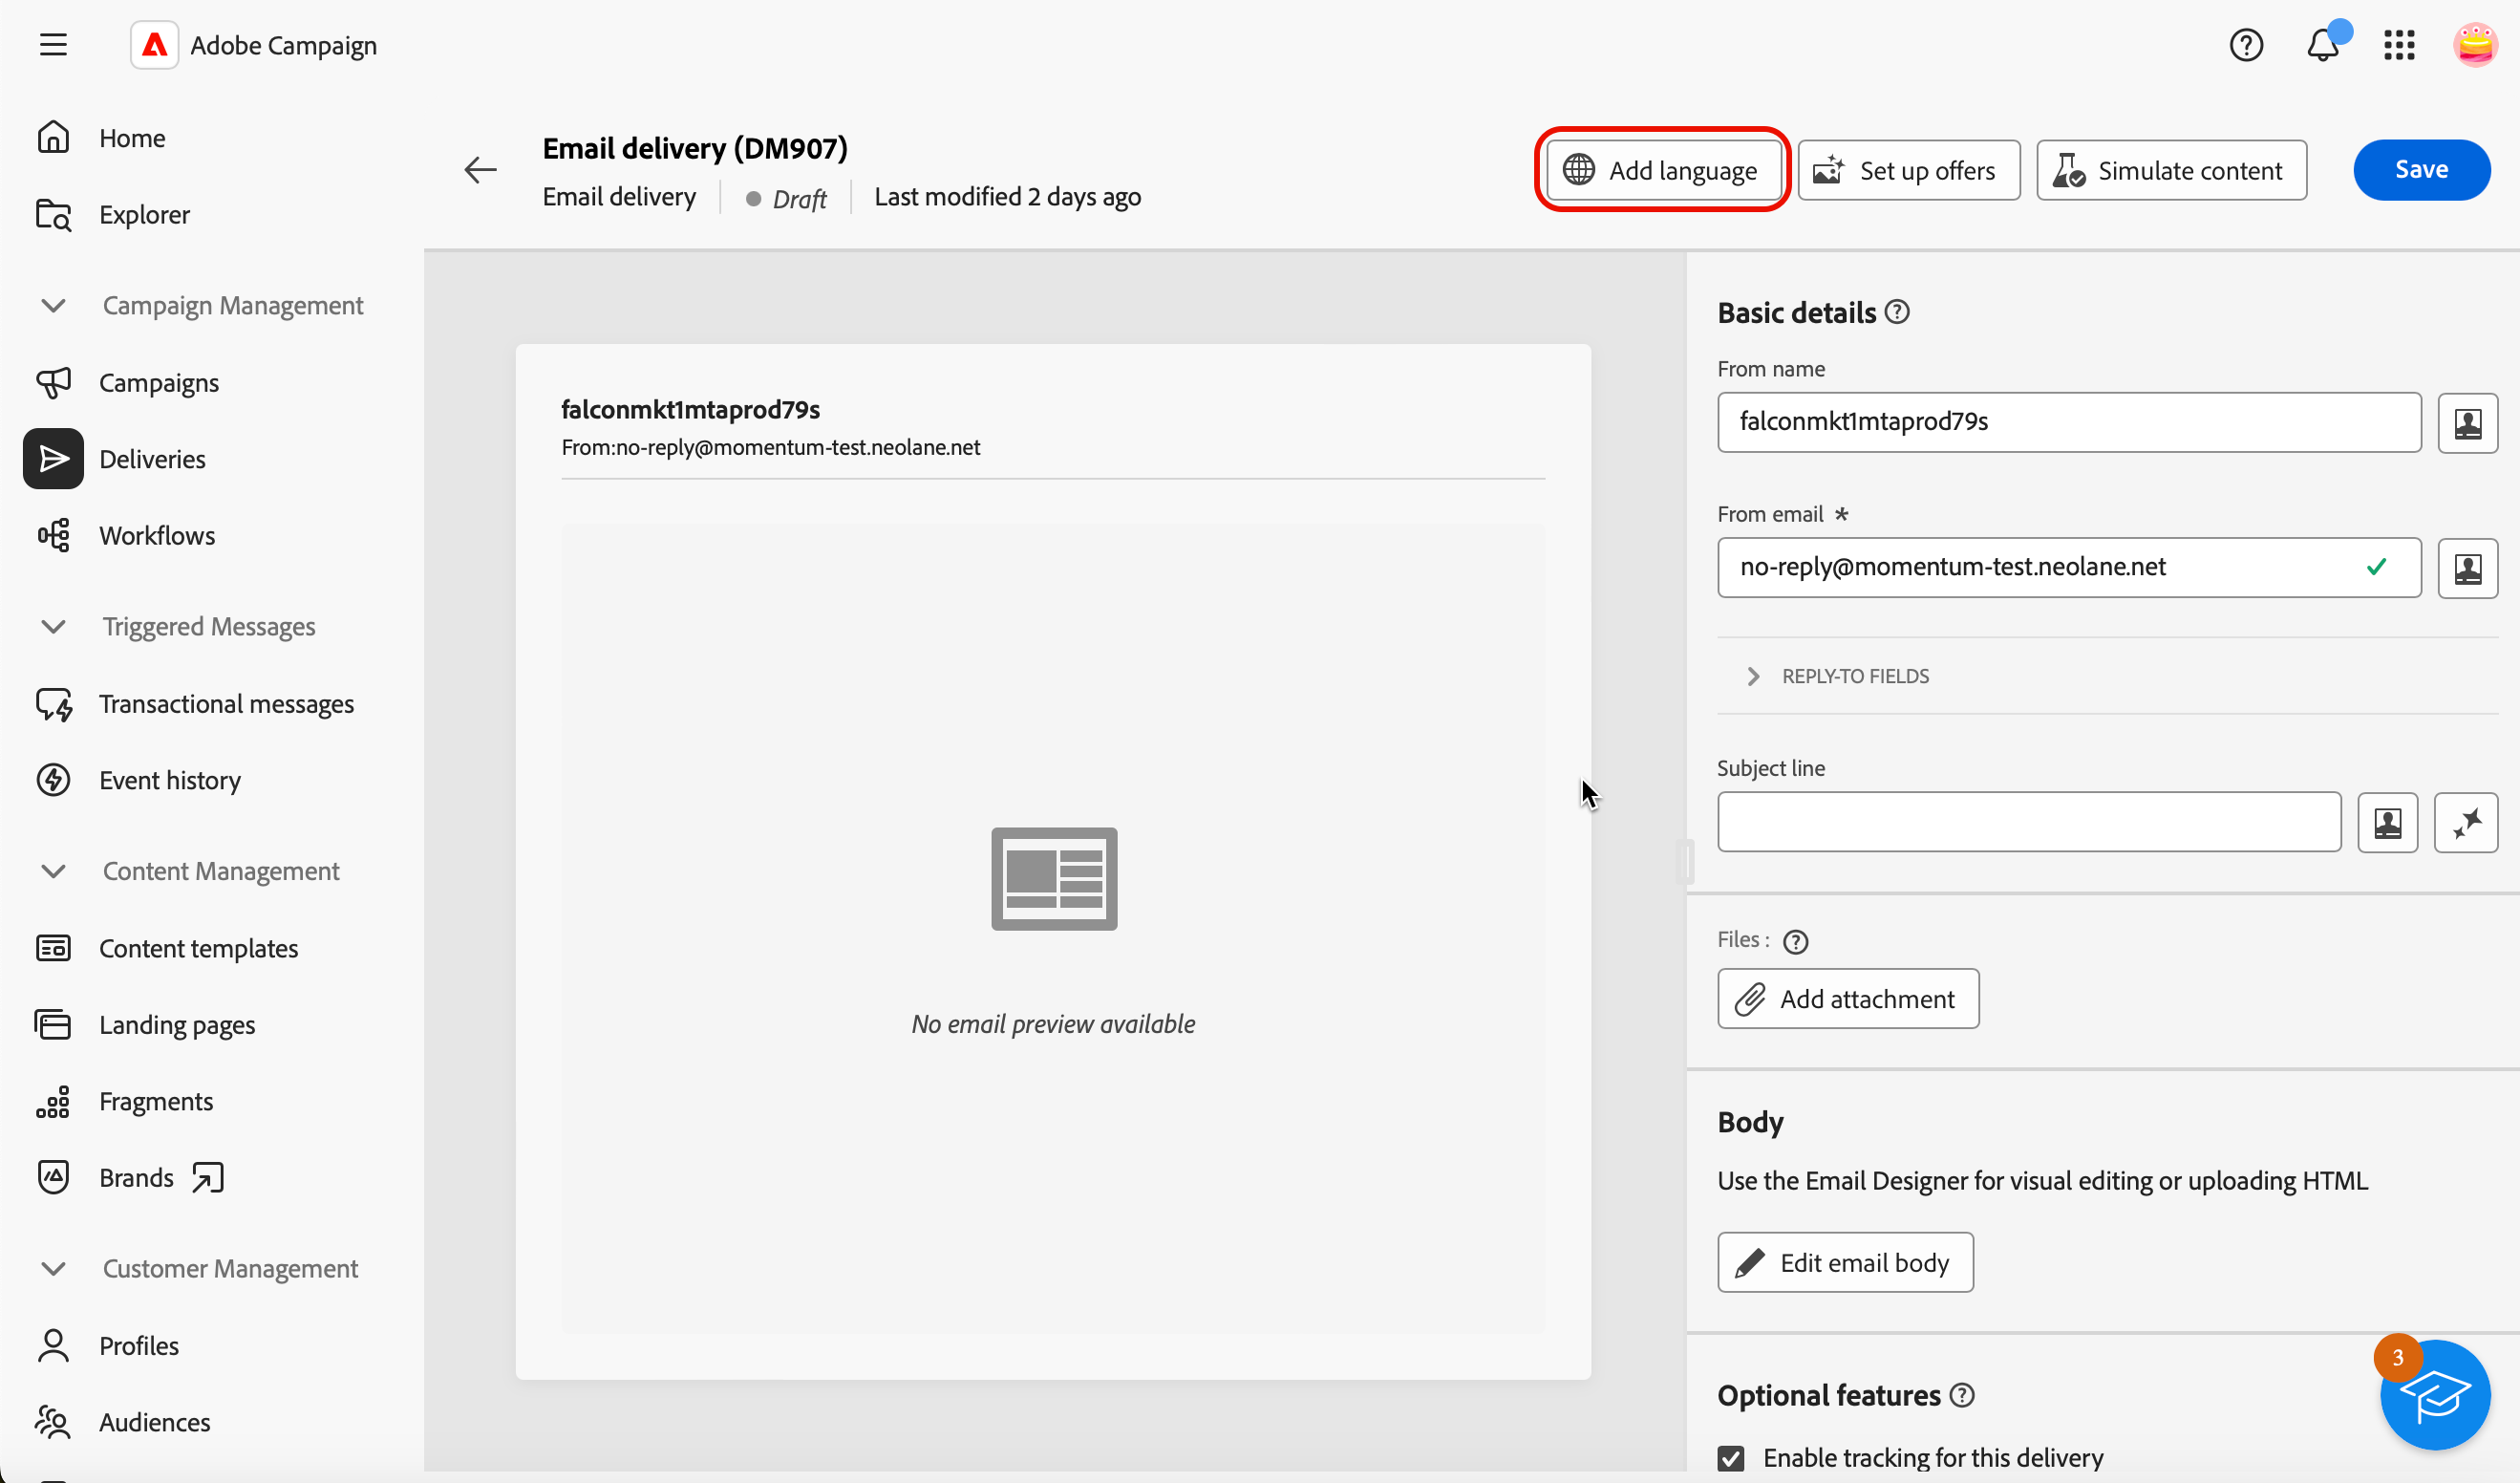 Adobe Campaign
Home
Explorer
Campaign Management
Campaigns
Deliveries
Workflows
Triggered Messages
Transactional messages
Event history
Content Management
Content templates
Landing pages
Fragments
Brands
Customer Management
Profiles
Audiences
Email delivery (DM907)
Email delivery
Draft
Last modified 2 days ago
Add language
Set up offers
Simulate content
Save
falconmkt1mtaprod79s
From:no-reply@momentum-test.neolane.net
No email preview available
Basic details
From name
falconmkt1mtaprod79s
From email *
no-reply@momentum-test.neolane.net
REPLY-TO FIELDS
Subject line
Files :
Add attachment
Body
Use the Email Designer for visual editing or uploading HTML
Edit email body
Optional features
Enable tracking for this delivery
3